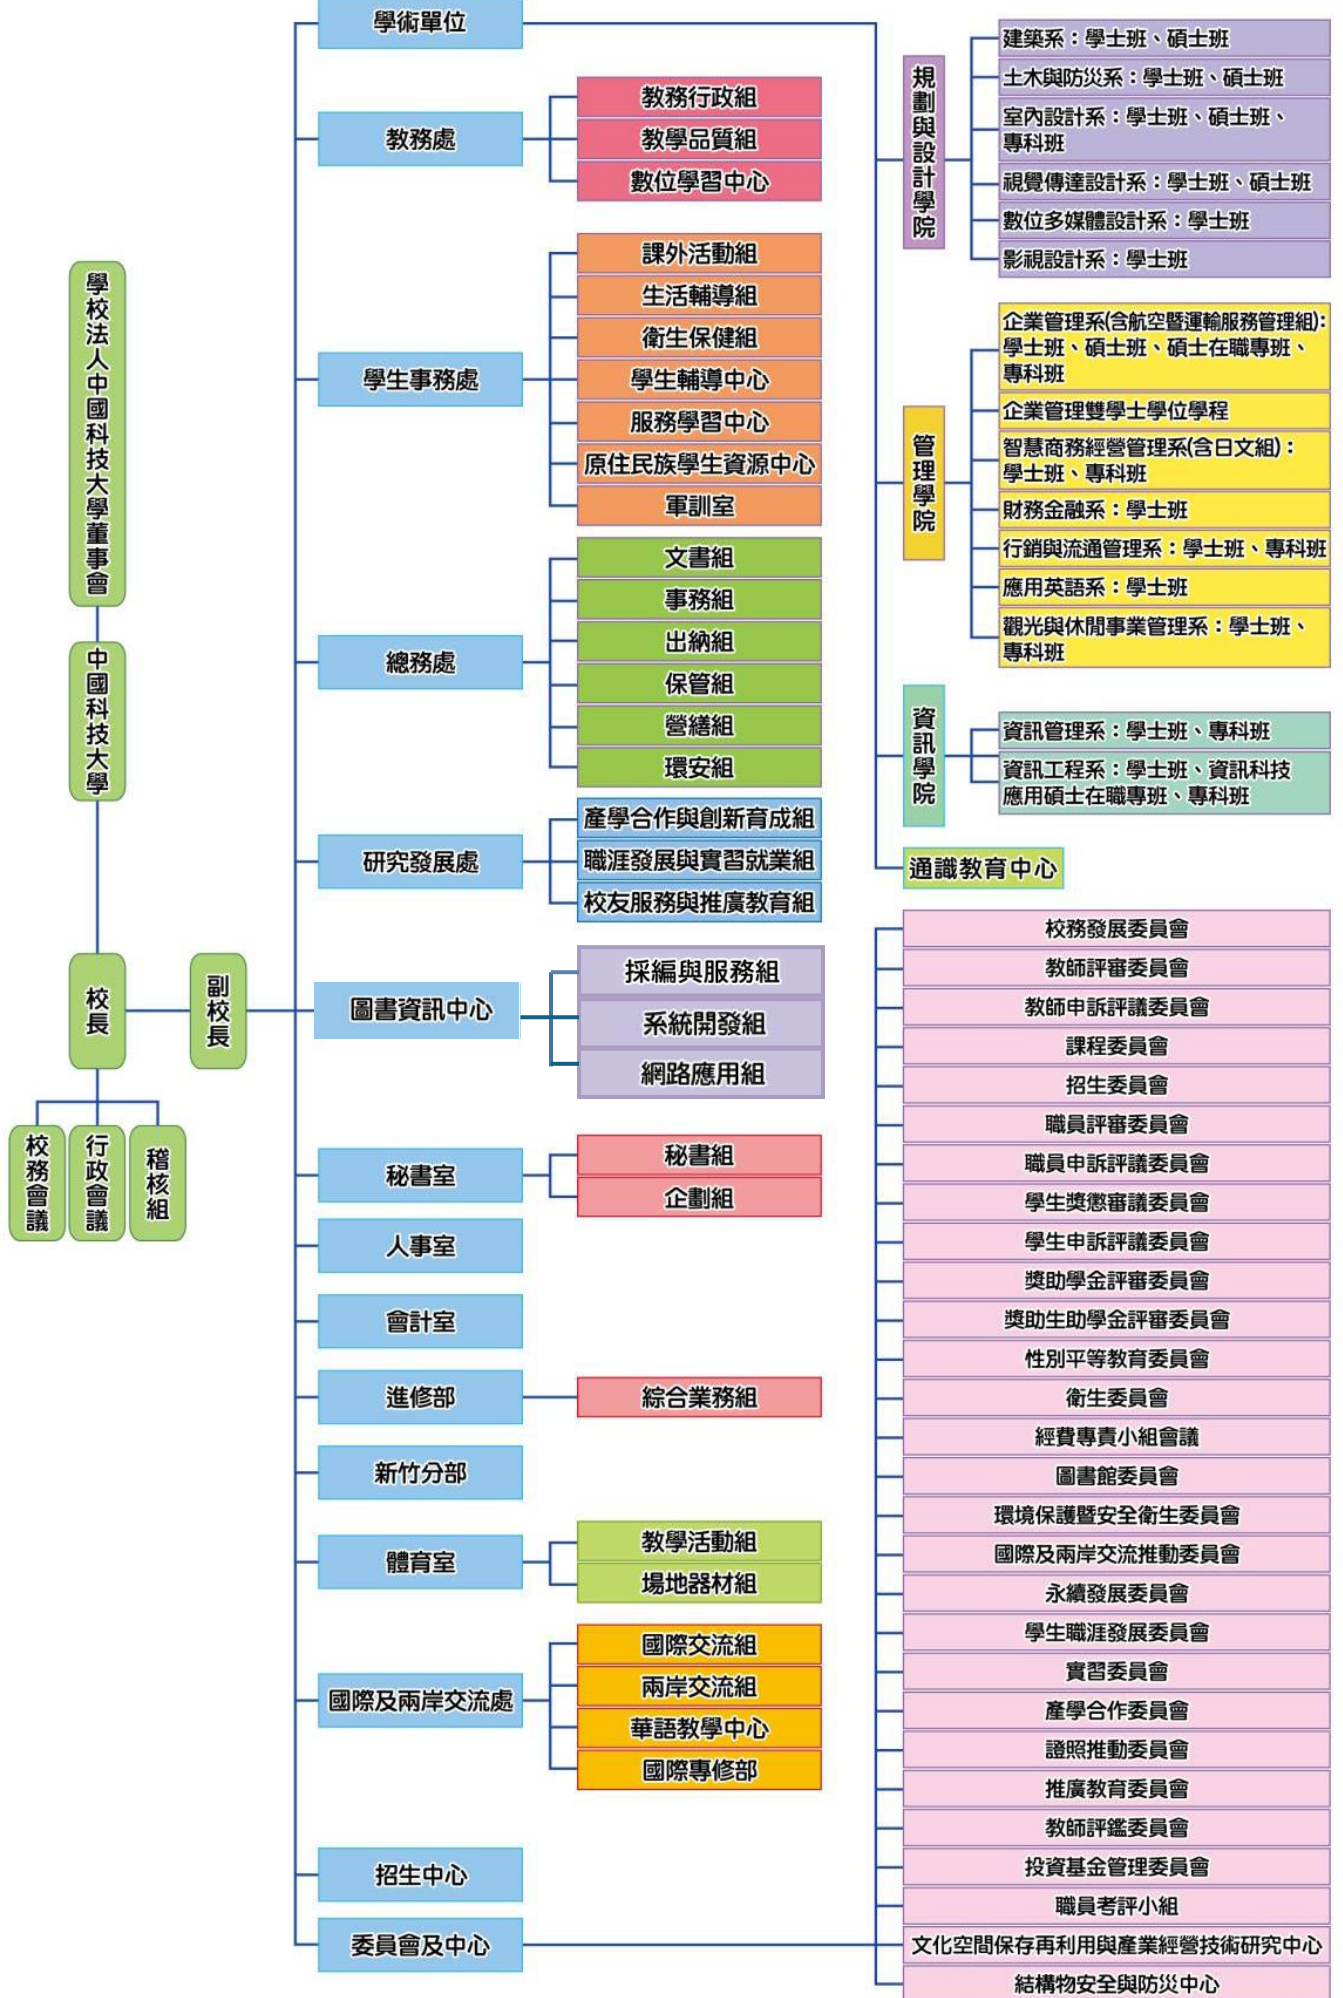 學校法人中國科技大學董事會
中國科技大學
校長
副校長
校務會議
行政會議
稽核組
學術單位
教務處
教務行政組
教學品質組
數位學習中心
學生事務處
課外活動組
生活輔導組
衛生保健組
學生輔導中心
服務學習中心
原住民族學生資源中心
軍訓室
總務處
文書組
事務組
出納組
保管組
營繕組
環安組
研究發展處
產學合作與創新育成組
職涯發展與實習就業組
校友服務與推廣教育組
圖書資訊中心
採編與服務組
系統開發組
網路應用組
秘書室
秘書組
企劃組
人事室
會計室
進修部
綜合業務組
新竹分部
體育室
教學活動組
場地器材組
國際及兩岸交流處
國際交流組
兩岸交流組
華語教學中心
國際專修部
招生中心
委員會及中心
規劃與設計學院
建築系：學士班、碩士班
土木與防災系：學士班、碩士班
室內設計系：學士班、碩士班、
專科班
視覺傳達設計系：學士班、碩士班
數位多媒體設計系：學士班
影視設計系：學士班
管理學院
企業管理系(含航空暨運輸服務管理組):
學士班、碩士班、碩士在職專班、
專科班
企業管理雙學士學位學程
智慧商務經營管理系(含日文組)：
學士班、專科班
財務金融系：學士班
行銷與流通管理系：學士班、專科班
應用英語系：學士班
觀光與休閒事業管理系：學士班、
專科班
資訊學院
資訊管理系：學士班、專科班
資訊工程系：學士班、資訊科技
應用碩士在職專班、專科班
通識教育中心
校務發展委員會
教師評審委員會
教師申訴評議委員會
課程委員會
招生委員會
職員評審委員會
職員申訴評議委員會
學生獎懲審議委員會
學生申訴評議委員會
獎助學金評審委員會
獎助生助學金評審委員會
性別平等教育委員會
衛生委員會
經費專責小組會議
圖書館委員會
環境保護暨安全衛生委員會
國際及兩岸交流推動委員會
永續發展委員會
學生職涯發展委員會
實習委員會
產學合作委員會
證照推動委員會
推廣教育委員會
教師評鑑委員會
投資基金管理委員會
職員考評小組
文化空間保存再利用與產業經營技術研究中心
結構物安全與防災中心